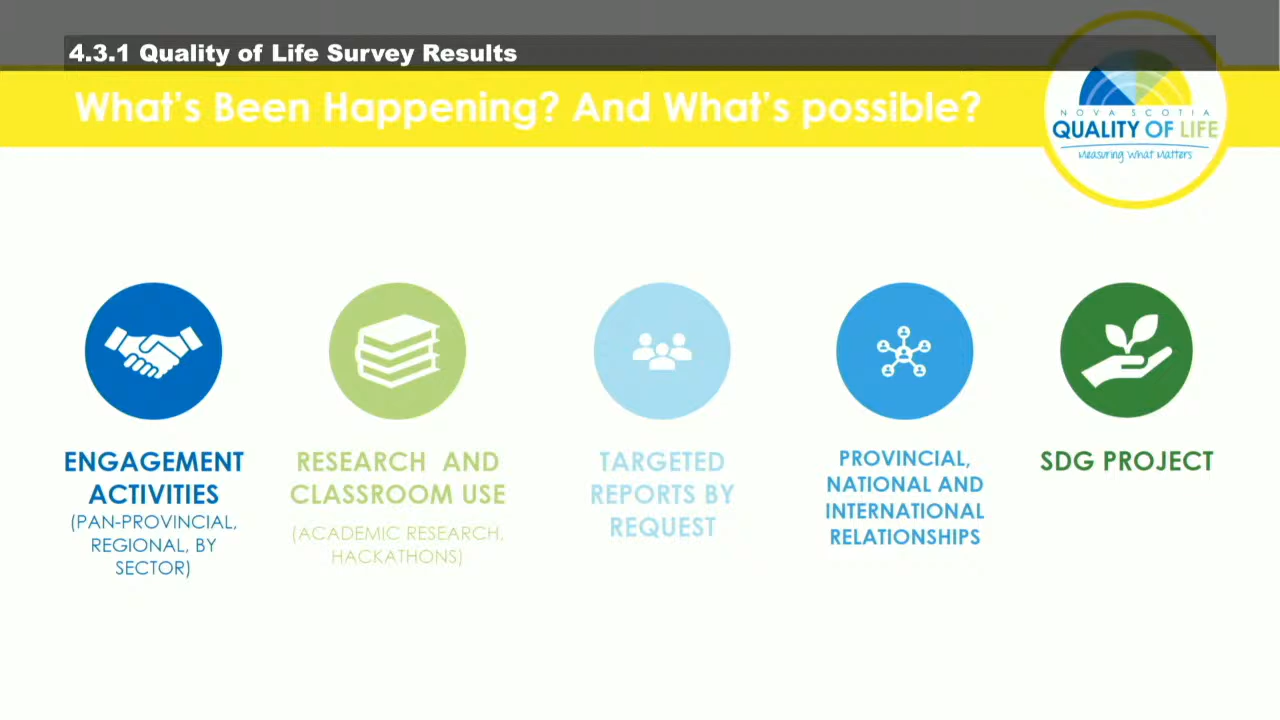 4.3.1 Quality of Life Survey Results
What's Been Happening? And What's possible?
NOVA SCOTIA
QUALITY OF LIFE
Measuring What Matters
ENGAGEMENT
ACTIVITIES
(PAN-PROVINCIAL,
REGIONAL, BY
SECTOR)
RESEARCH AND
CLASSROOM USE
(ACADEMIC RESEARCH,
HACKATHONS)
TARGETED
REPORTS BY
REQUEST
PROVINCIAL,
NATIONAL AND
INTERNATIONAL
RELATIONSHIPS
SDG PROJECT